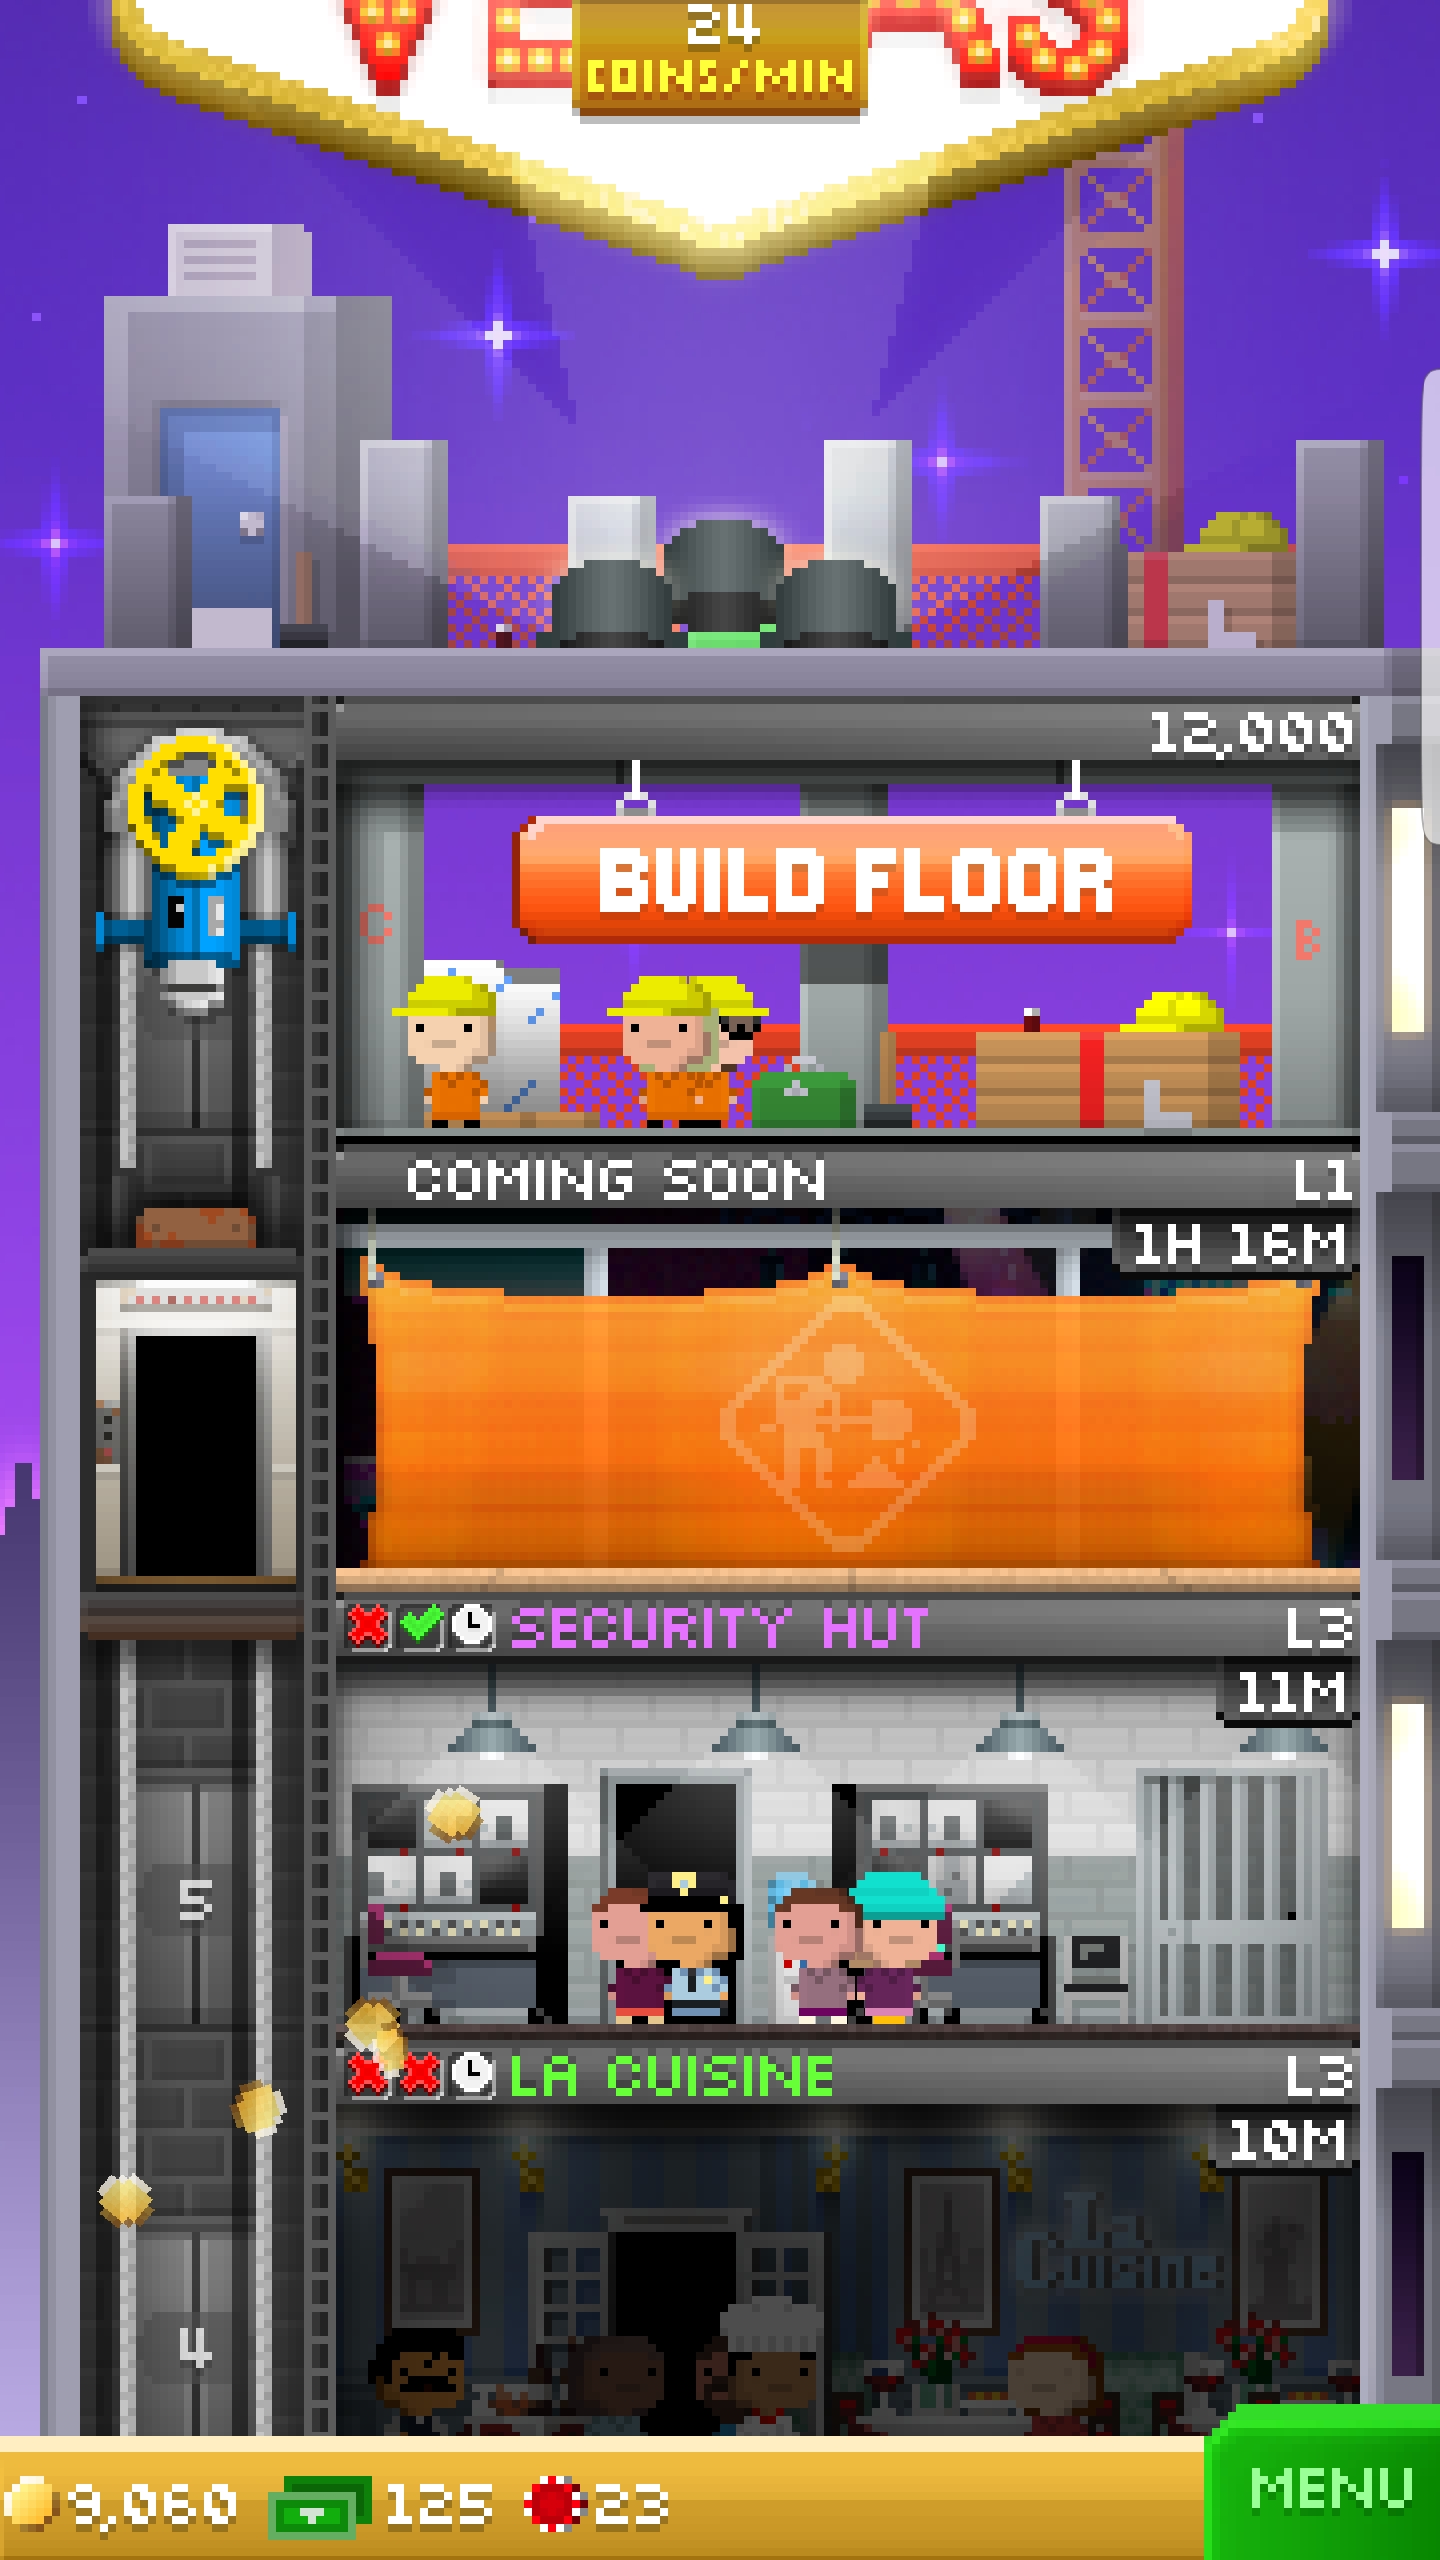 24
COINS/MIN
12,000
BUILD FLOOR
C
B
COMING SOON
L1
1H 16M
SECURITY HUT
L3
11M
5
LA CUISINE
L3
10M
La
Cuisine
4
9,060
125
23
MENU